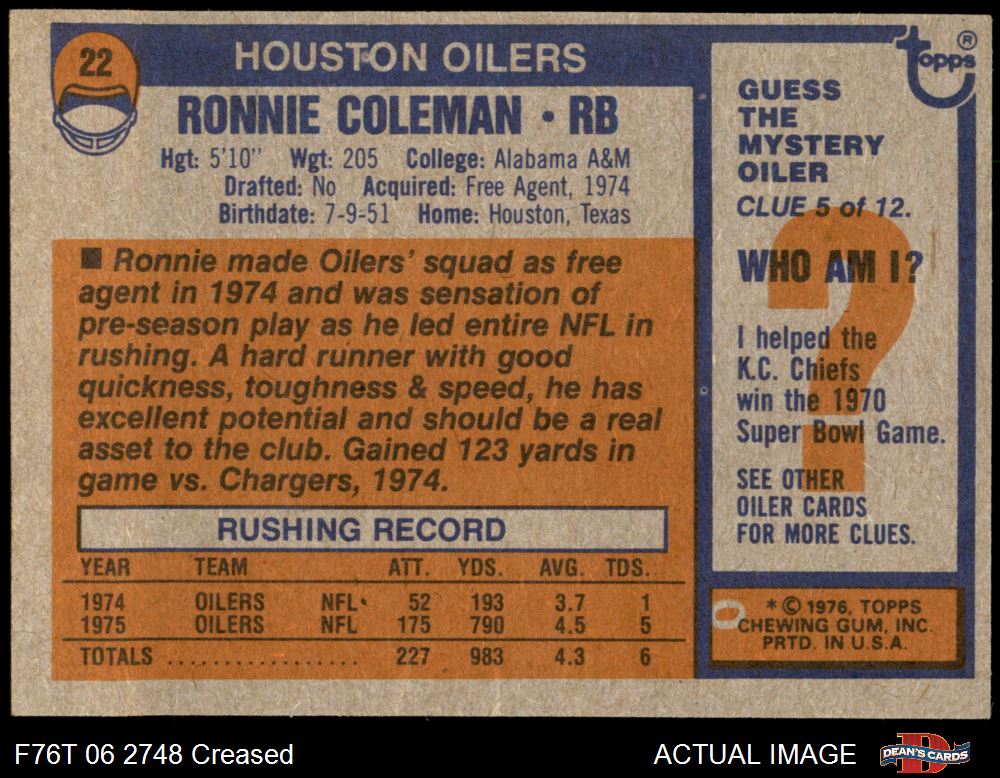 22
HOUSTON OILERS
RONNIE COLEMAN • RB
Hgt: 5'10" Wgt: 205 College: Alabama A&M
Drafted: No Acquired: Free Agent, 1974
Birthdate: 7-9-51 Home: Houston, Texas
■ Ronnie made Oilers' squad as free
agent in 1974 and was sensation of
pre-season play as he led entire NFL in
rushing. A hard runner with good
quickness, toughness & speed, he has
excellent potential and should be a real
asset to the club. Gained 123 yards in
game vs. Chargers, 1974.
RUSHING RECORD
YEAR TEAM ATT. YDS. AVG. TDS.
1974 OILERS NFL 52 193 3.7 1
1975 OILERS NFL 175 790 4.5 5
TOTALS .................. 227 983 4.3 6
topps ®
GUESS
THE
MYSTERY
OILER
CLUE 5 of 12.
WHO AM I?
I helped the
K.C. Chiefs
win the 1970
Super Bowl Game.
SEE OTHER
OILER CARDS
FOR MORE CLUES.
* © 1976, TOPPS
CHEWING GUM, INC.
PRTD. IN U.S.A.
F76T 06 2748 Creased
ACTUAL IMAGE
DEAN'S CARDS